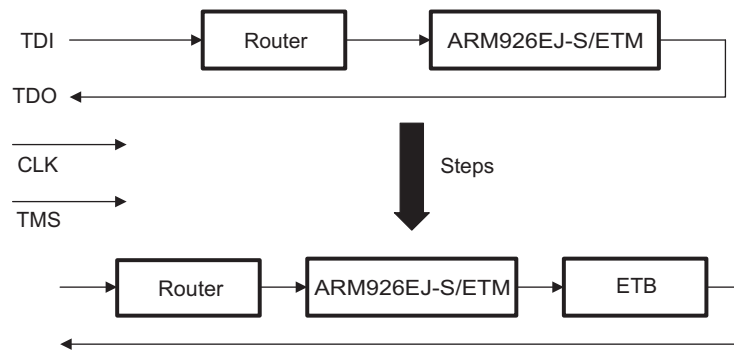 TDI
Router
ARM926EJ-S/ETM
TDO
CLK
Steps
TMS
Router
ARM926EJ-S/ETM
ETB